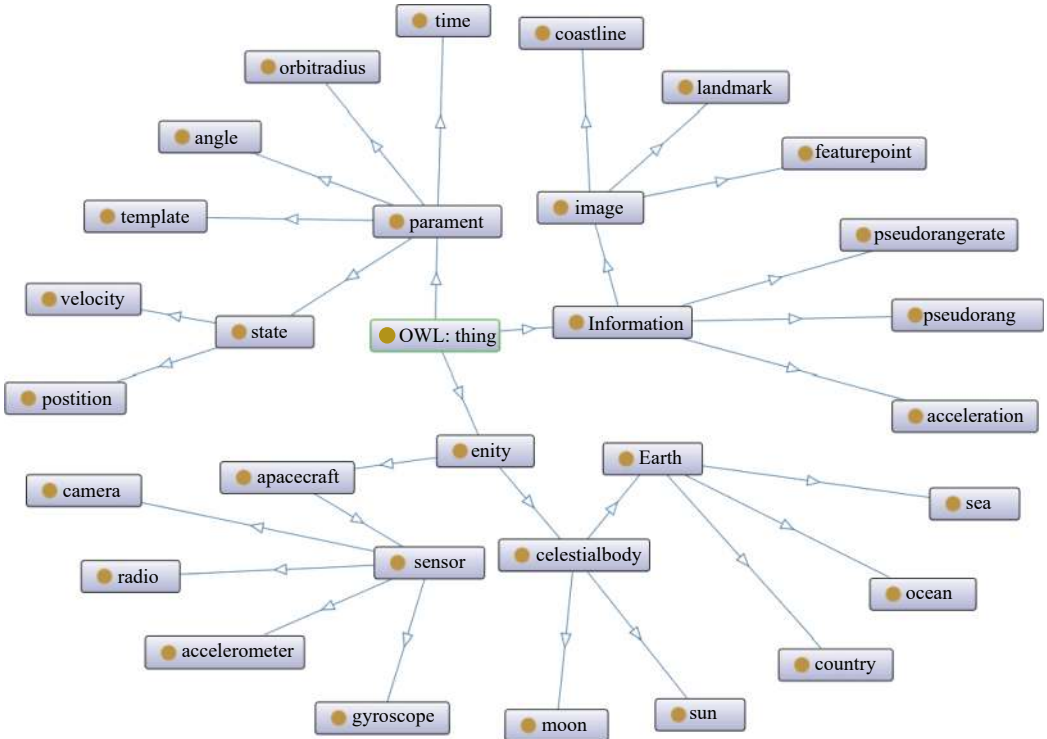 time
coastline
orbitradius
landmark
angle
featurepoint
template
parament
image
pseudorangerate
velocity
state
OWL: thing
Information
pseudorang
postition
acceleration
enity
Earth
apacecraft
camera
sea
sensor
celestialbody
radio
ocean
accelerometer
country
gyroscope
moon
sun